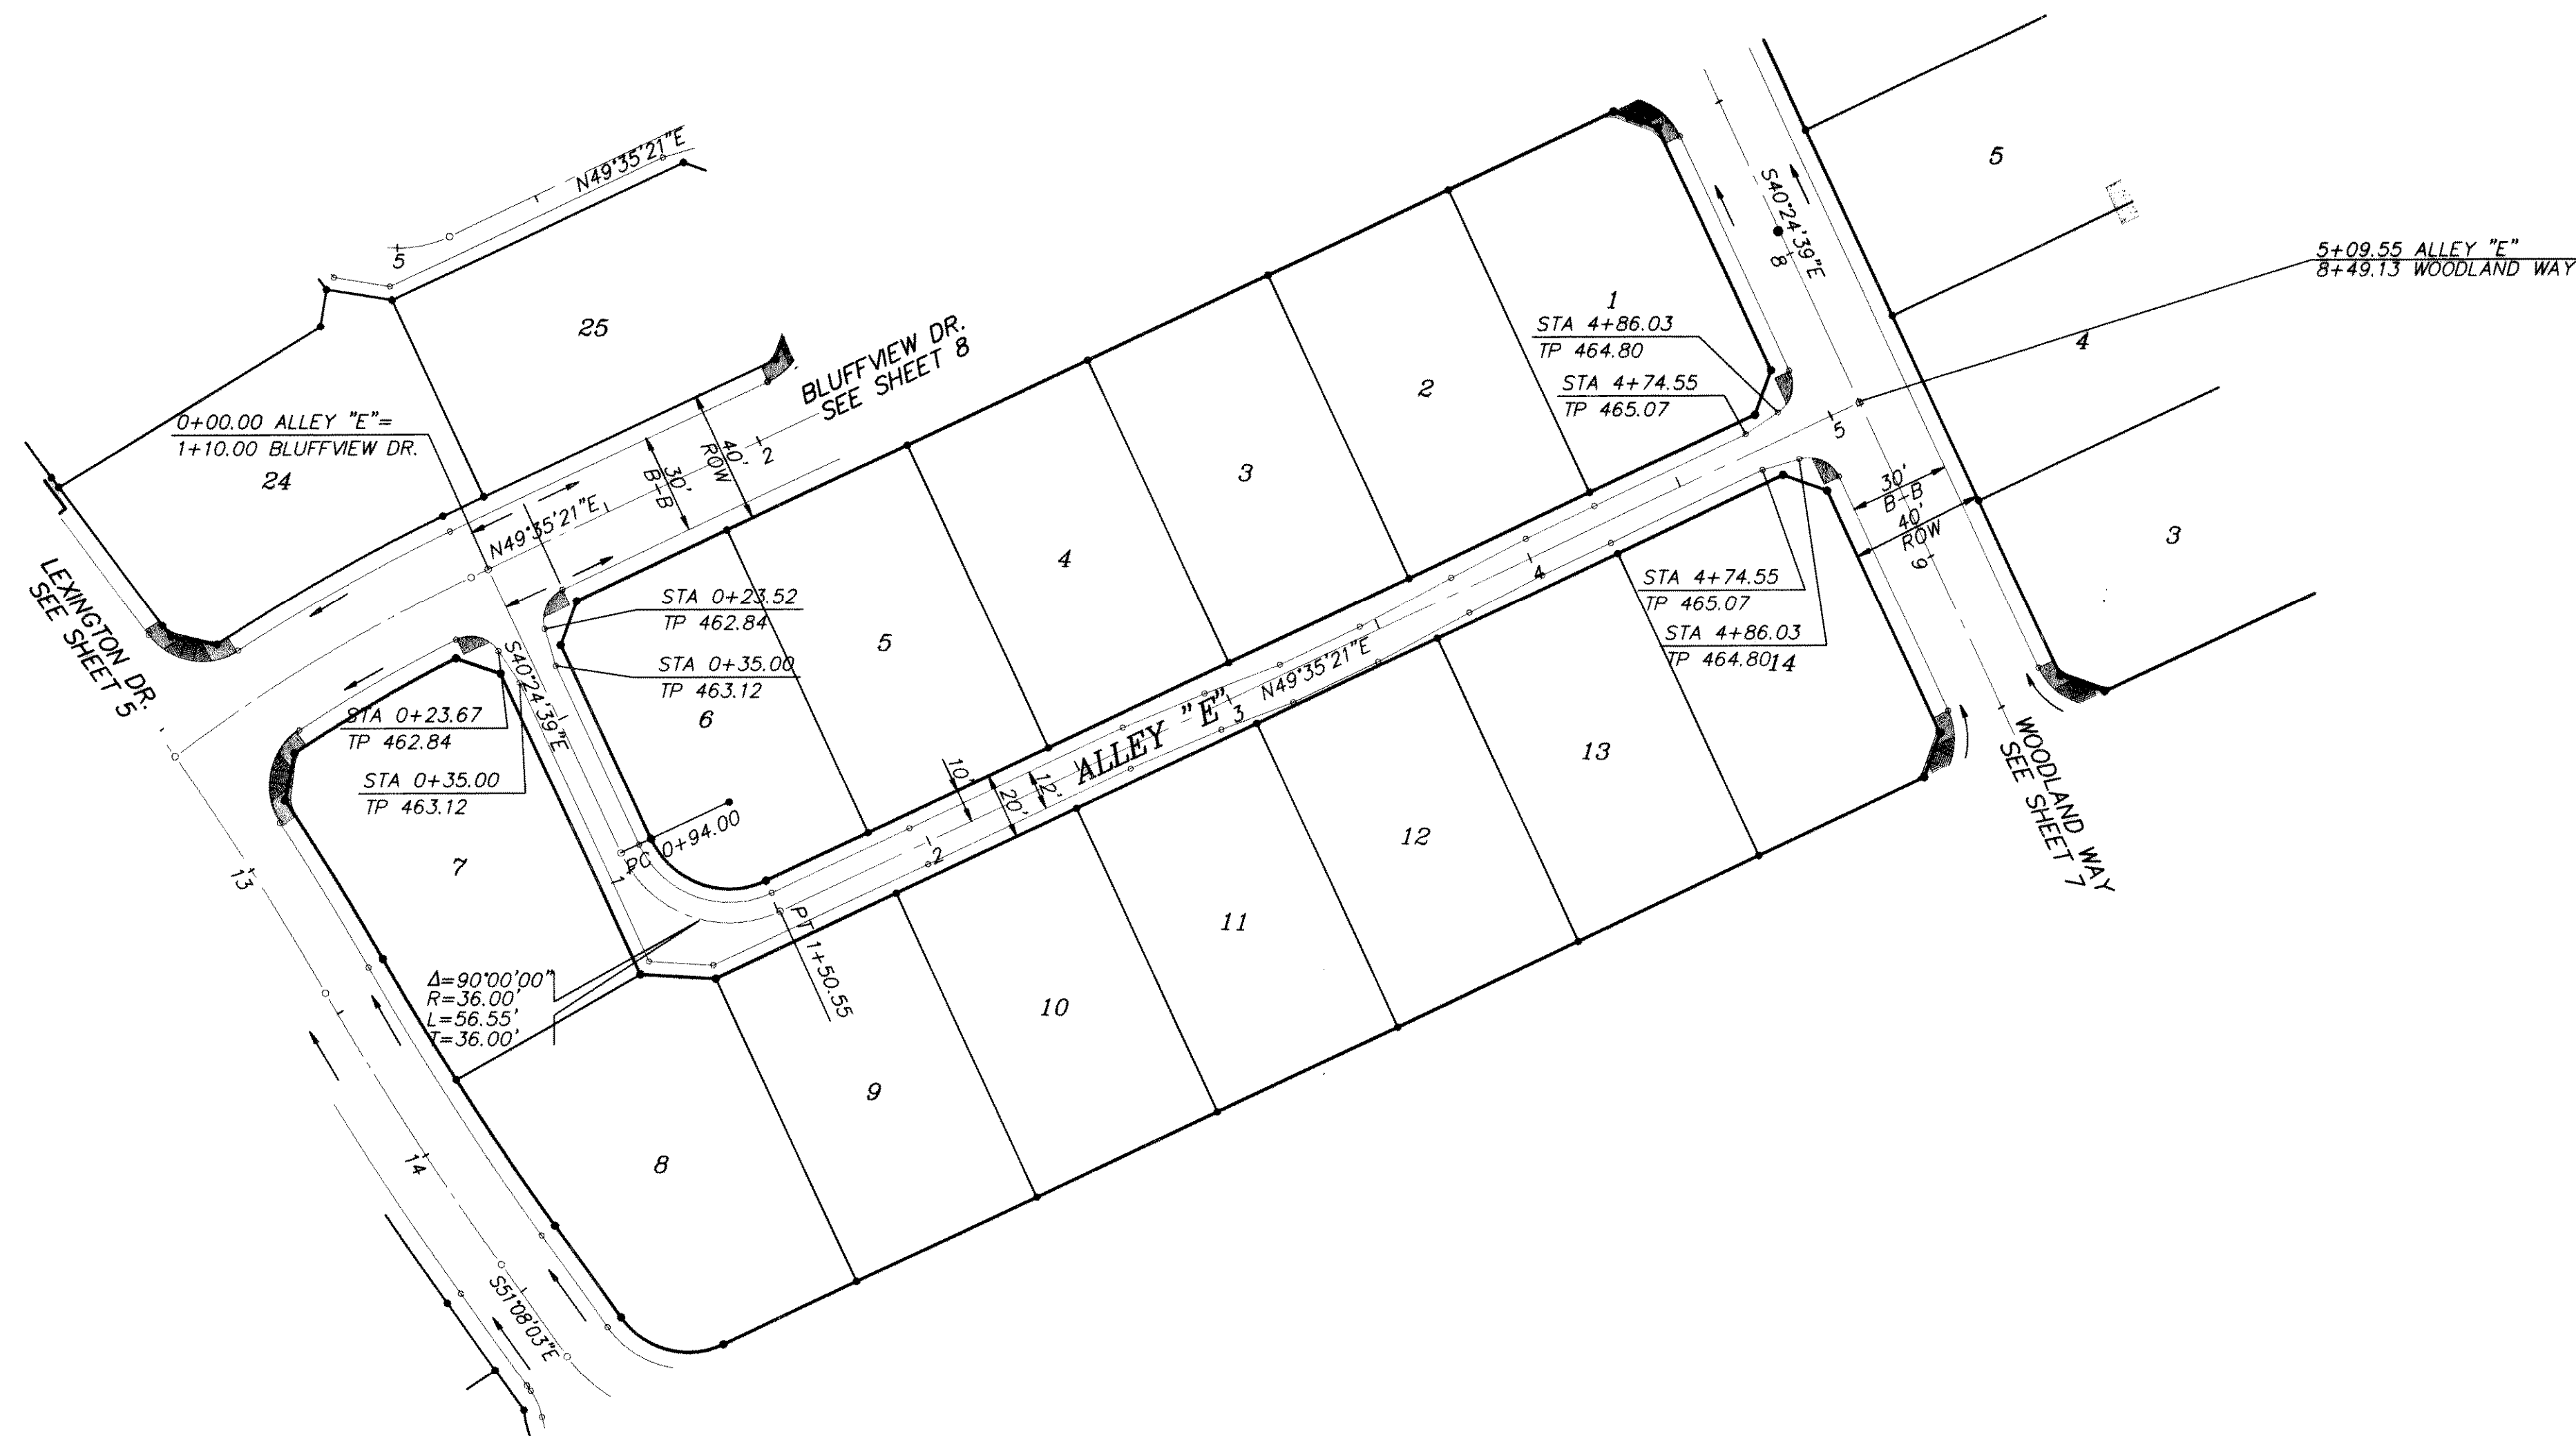 N49°35'21"E
5
25
5
S40°24'39"E
8
5+09.55 ALLEY "E"
8+49.13 WOODLAND WAY
4
BLUFFVIEW DR.
SEE SHEET 8
1
STA 4+86.03
TP 464.80
STA 4+74.55
TP 465.07
2
0+00.00 ALLEY "E"=
1+10.00 BLUFFVIEW DR.
24
40'
ROW
2
30'
B-B
5
3
30'
B-B
40'
ROW
9
3
N49°35'21"E
1
4
4
LEXINGTON DR.
SEE SHEET 5
STA 0+23.52
TP 462.84
STA 0+35.00
TP 463.12
5
STA 4+74.55
TP 465.07
STA 4+86.03
TP 464.80
14
S40°24'39"E
STA 0+23.67
TP 462.84
STA 0+35.00
TP 463.12
6
N49°35'21"E
3
ALLEY "E"
10'
20'
12'
13
WOODLAND WAY
SEE SHEET 7
PC 0+94.00
1
2
12
13
7
PT 1+50.55
11
Δ=90°00'00"
R=36.00'
L=56.55'
T=36.00'
10
9
14
8
S51°08'03"E